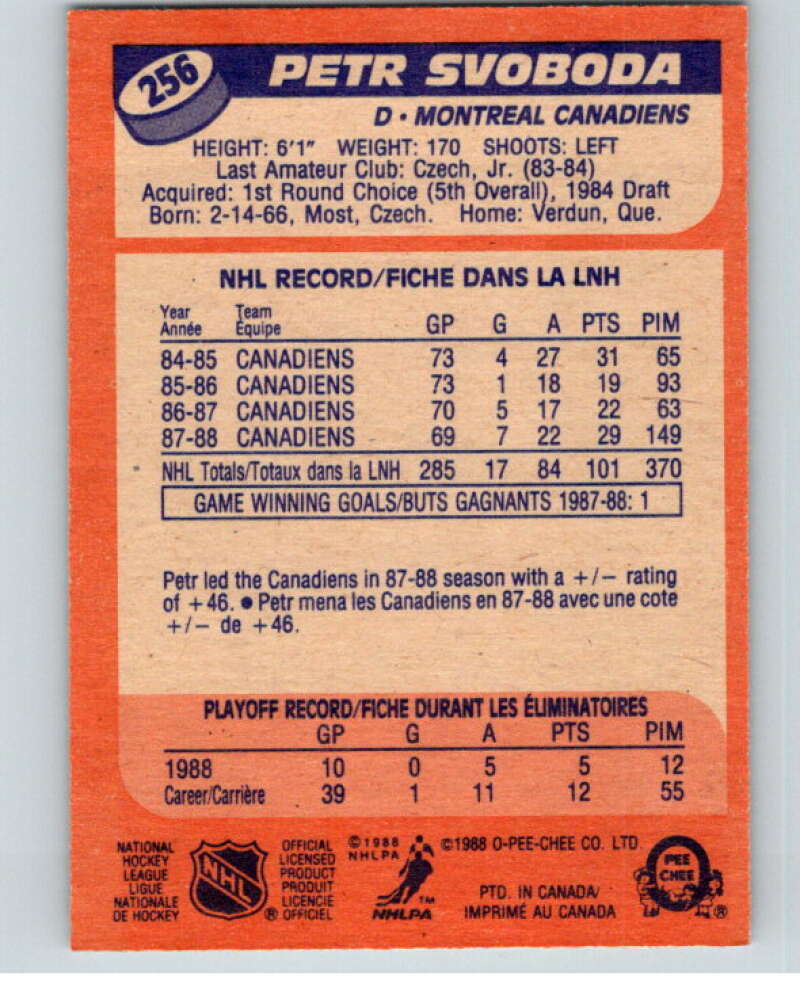 256 PETR SVOBODA
D • MONTREAL CANADIENS
HEIGHT: 6'1" WEIGHT: 170 SHOOTS: LEFT
Last Amateur Club: Czech, Jr. (83-84)
Acquired: 1st Round Choice (5th Overall), 1984 Draft
Born: 2-14-66, Most, Czech. Home: Verdun, Que.
NHL RECORD/FICHE DANS LA LNH
Year Team
Année Équipe GP G A PTS PIM
84-85 CANADIENS 73 4 27 31 65
85-86 CANADIENS 73 1 18 19 93
86-87 CANADIENS 70 5 17 22 63
87-88 CANADIENS 69 7 22 29 149
NHL Totals/Totaux dans la LNH 285 17 84 101 370
GAME WINNING GOALS/BUTS GAGNANTS 1987-88: 1
Petr led the Canadiens in 87-88 season with a +/− rating
of +46. ● Petr mena les Canadiens en 87-88 avec une cote
+/− de +46.
PLAYOFF RECORD/FICHE DURANT LES ÉLIMINATOIRES
GP G A PTS PIM
1988 10 0 5 5 12
Career/Carrière 39 1 11 12 55
NATIONAL
HOCKEY
LEAGUE
LIGUE
NATIONALE
DE HOCKEY
NHL
®
OFFICIAL
LICENSED
PRODUCT
PRODUIT
LICENCIE
OFFICIEL
©1988
NHLPA
TM
NHLPA
©1988 O-PEE-CHEE CO. LTD.
PTD. IN CANADA/
IMPRIMÉ AU CANADA
PEE
CHEE
®